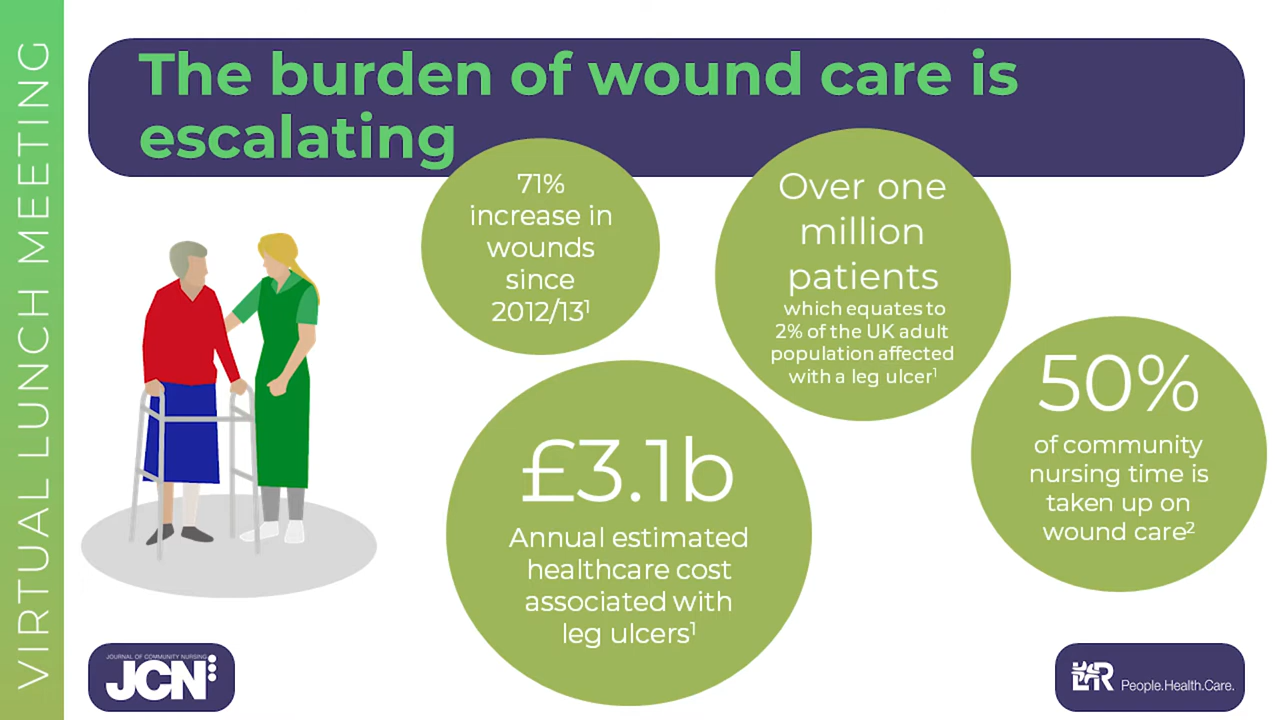 VIRTUAL LUNCH MEETING
The burden of wound care is
escalating
71%
increase in
wounds
since
2012/13¹
Over one
million
patients
which equates to
2% of the UK adult
population affected
with a leg ulcer¹
£3.1b
Annual estimated
healthcare cost
associated with
leg ulcers¹
50%
of community
nursing time is
taken up on
wound care²
JOURNAL OF COMMUNITY NURSING
JCN
L&R
People.Health.Care.